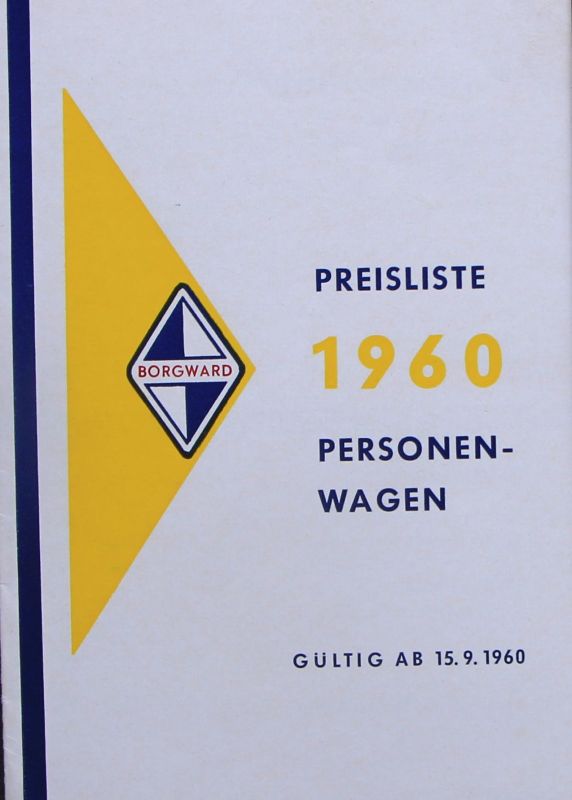 PREISLISTE
1960
BORGWARD
PERSONEN-
WAGEN
GÜLTIG AB 15.9.1960